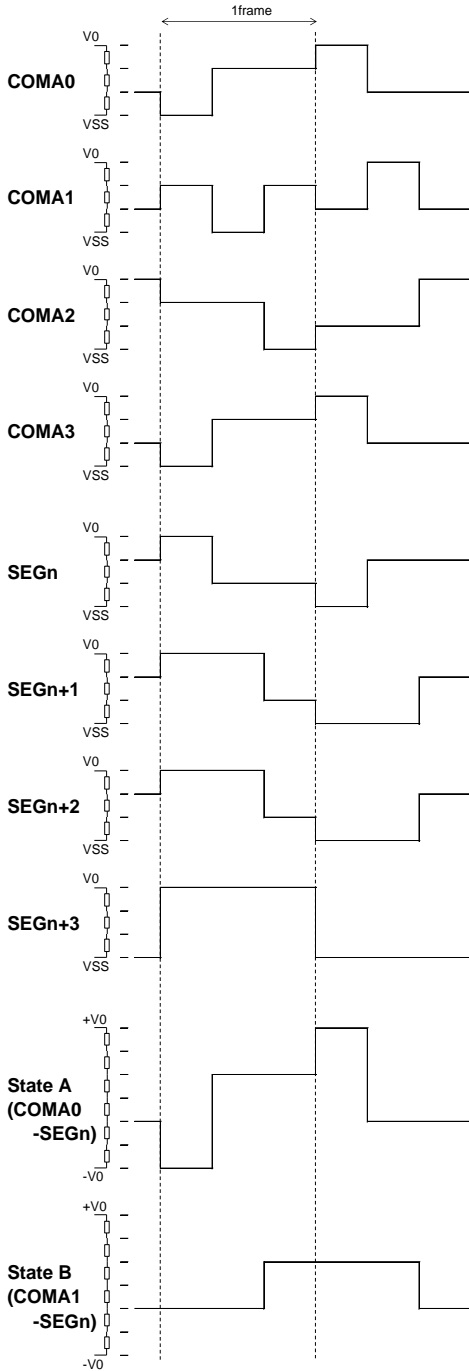 1frame
V0
COMA0
VSS
V0
COMA1
VSS
V0
COMA2
VSS
V0
COMA3
VSS
V0
SEGn
VSS
V0
SEGn+1
VSS
V0
SEGn+2
VSS
V0
SEGn+3
VSS
+V0
State A
(COMA0
-SEGn)
-V0
+V0
State B
(COMA1
-SEGn)
-V0